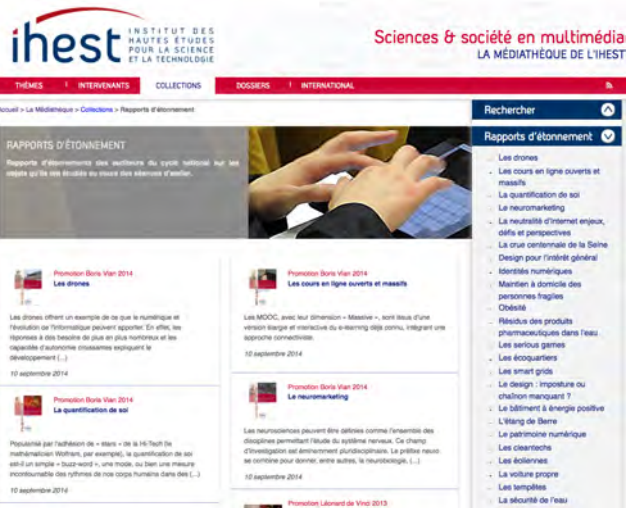 ihest
INSTITUT DES
HAUTES ÉTUDES
POUR LA SCIENCE
ET LA TECHNOLOGIE
Sciences & société en multimédia
LA MÉDIATHÈQUE DE L'IHEST
THÈMES
INTERVENANTS
COLLECTIONS
DOSSIERS
INTERNATIONAL
Accueil > La Médiathèque > Collections > Rapports d'étonnement
RAPPORTS D'ÉTONNEMENT
Rapports d'étonnements des auditeurs du cycle national sur les
objets qu'ils ont étudiés au cours des séances d'atelier.
Promotion Boris Vian 2014
Les drones
Les drones offrent un exemple de ce que le numérique et
l'évolution de l'informatique peuvent apporter. En effet, les
réponses à des besoins de plus en plus nombreux et les
capacités d'autonomie croissantes expliquent le
développement (...)
10 septembre 2014
Promotion Boris Vian 2014
La quantification de soi
Popularisé par l'adhésion de « stars » de la Hi-Tech (le
mathématicien Wolfram, par exemple), la quantification de soi
est-il un simple « buzz-word », une mode, ou bien une mesure
incontournable des rythmes de nos corps humains dans des (...)
10 septembre 2014
Promotion Boris Vian 2014
Les cours en ligne ouverts et massifs
Les MOOC, avec leur dimension « Massive », sont issus d'une
version élargie et interactive du e-learning déjà connu, intégrant une
approche connectiviste.
10 septembre 2014
Promotion Boris Vian 2014
Le neuromarketing
Les neurosciences peuvent être définies comme l'ensemble des
disciplines permettant l'étude du système nerveux. Ce champ
d'investigation est éminemment pluridisciplinaire. Le préfixe neuro
se combine pour donner, entre autres, la neurobiologie, (...)
10 septembre 2014
Promotion Léonard de Vinci 2013
Rechercher
Rapports d'étonnement
Les drones
Les cours en ligne ouverts et
massifs
La quantification de soi
Le neuromarketing
La neutralité d'internet enjeux,
défis et perspectives
La crue centennale de la Seine
Design pour l'intérêt général
Identités numériques
Maintien à domicile des
personnes fragiles
Obésité
Résidus des produits
pharmaceutiques dans l'eau
Les serious games
Les écoquartiers
Les smart grids
Le design : imposture ou
chaînon manquant ?
Le bâtiment à énergie positive
L'étang de Berre
Le patrimoine numérique
Les cleantechs
Les éoliennes
La voiture propre
Les tempêtes
La sécurité de l'eau